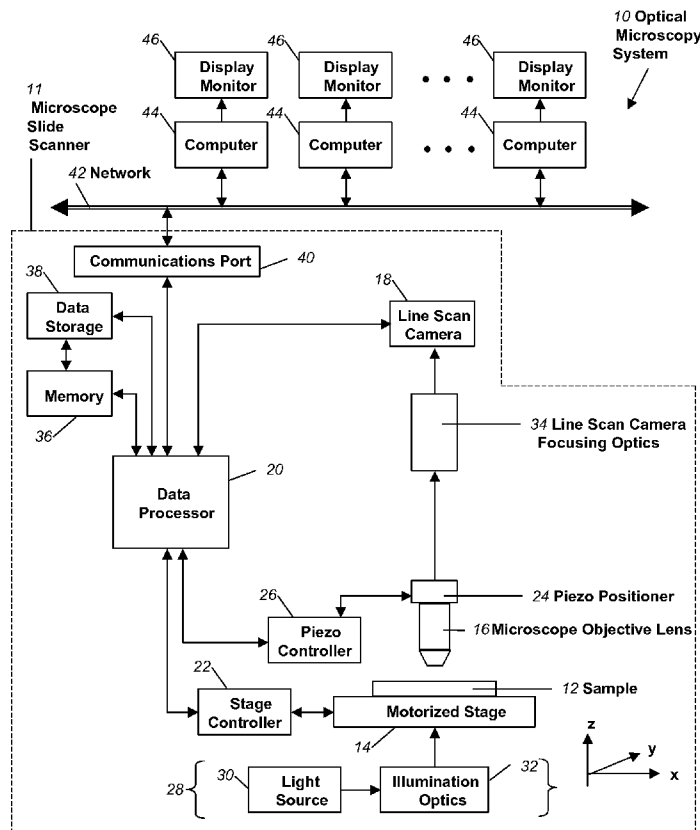 10 Optical
Microscopy
System
46
46
46
Display
Monitor
Display
Monitor
• • •
Display
Monitor
11
Microscope
Slide
Scanner
44
44
44
Computer
Computer
• • •
Computer
42 Network
Communications Port
40
38
Data
Storage
18
Line Scan
Camera
Memory
36
34 Line Scan Camera
Focusing Optics
20
Data
Processor
26
Piezo
Controller
24 Piezo Positioner
16 Microscope Objective Lens
22
Stage
Controller
12 Sample
Motorized Stage
14
z
y
x
28
30
Light
Source
Illumination
Optics
32